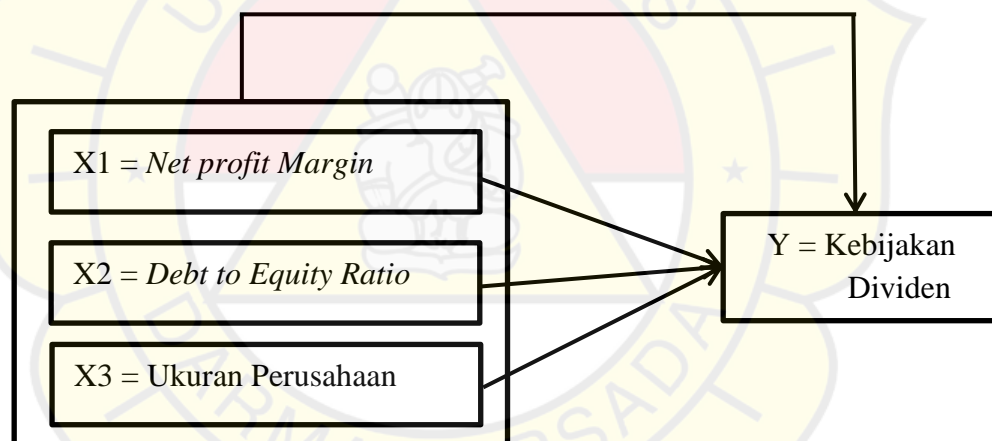 X1 = Net profit Margin
X2 = Debt to Equity Ratio
X3 = Ukuran Perusahaan
Y = Kebijakan
Dividen